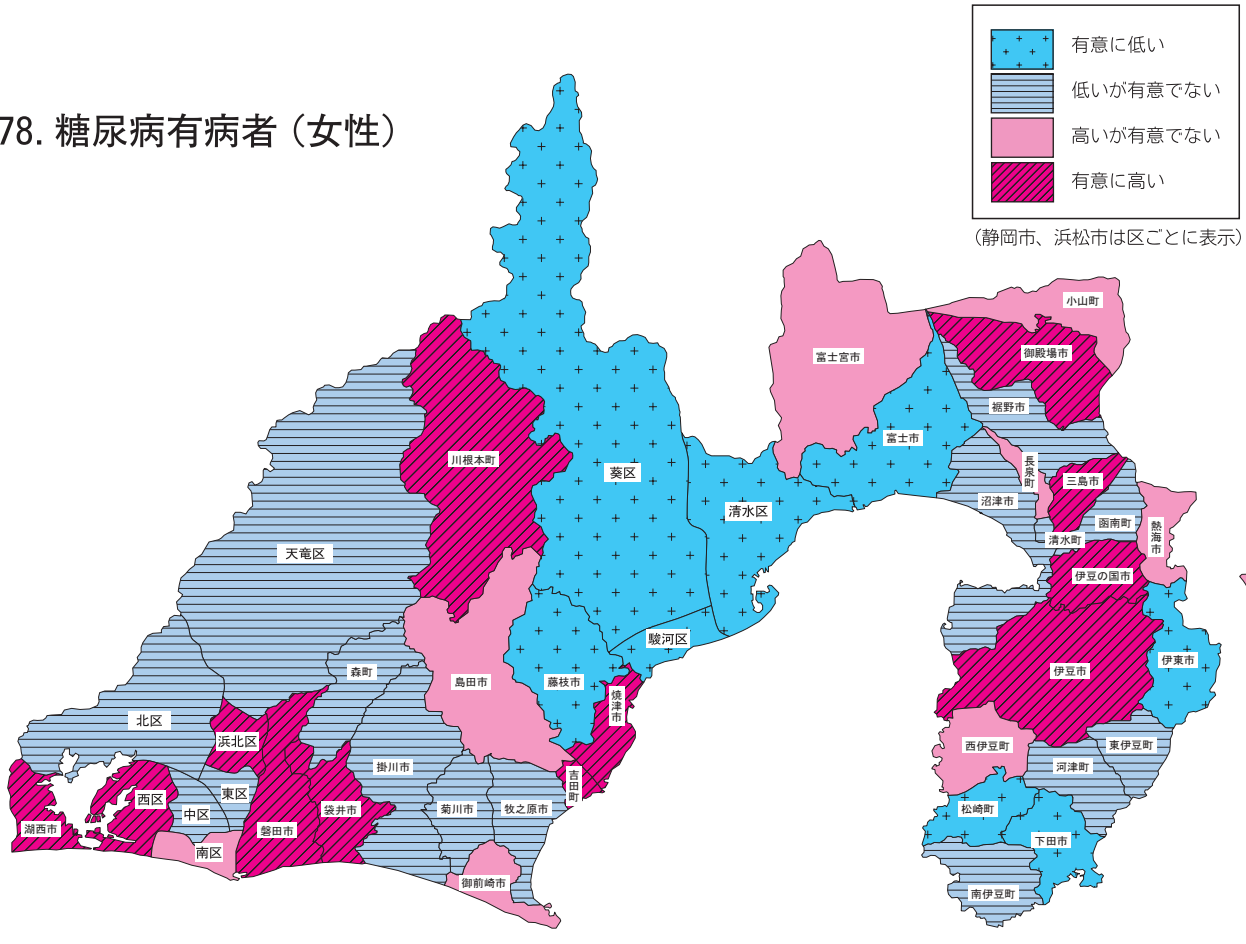 有意に低い
低いが有意でない
高いが有意でない
有意に高い
78. 糖尿病有病者（女性）
（静岡市、浜松市は区ごとに表示）
小山町
御殿場市
富士宮市
裾野市
富士市
川根本町
葵区
長泉町
三島市
沼津市
清水区
函南町
熱海市
清水町
天竜区
伊豆の国市
駿河区
伊東市
森町
島田市
藤枝市
伊豆市
焼津市
北区
浜北区
西伊豆町
東伊豆町
掛川市
河津町
吉田町
東区
西区
中区
袋井市
菊川市
牧之原市
松崎町
湖西市
磐田市
下田市
南区
御前崎市
南伊豆町